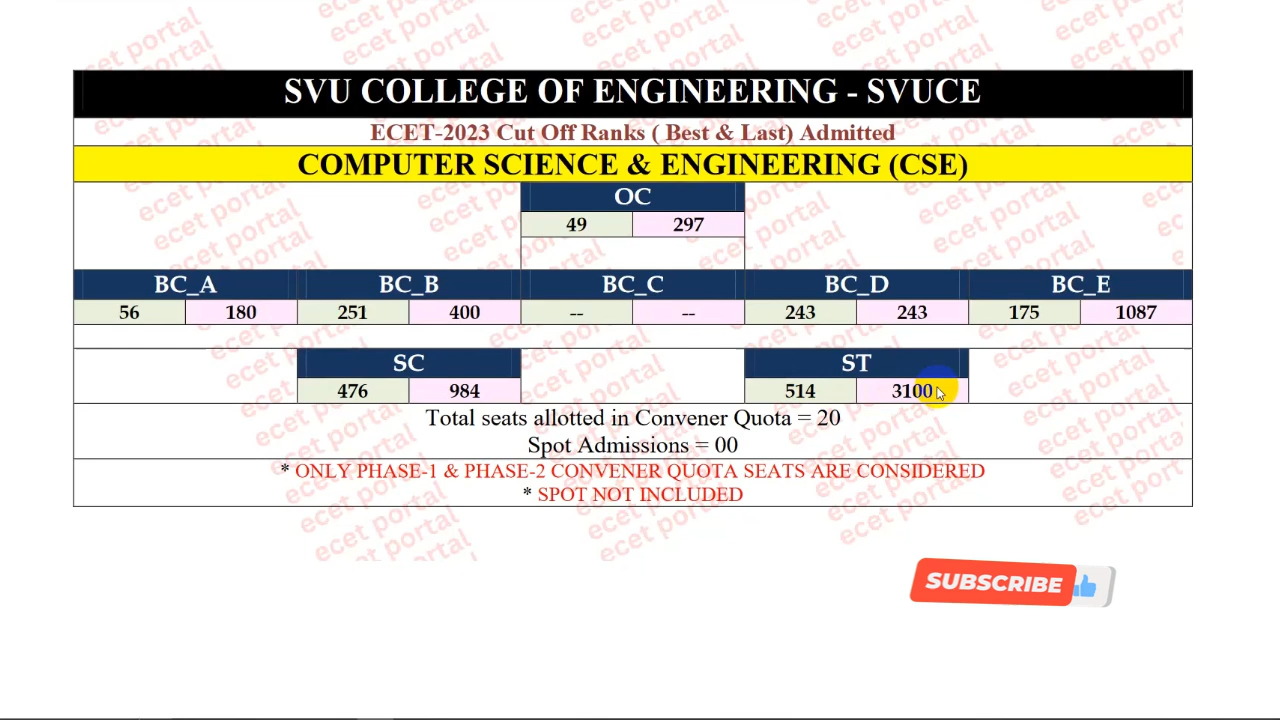 SVU COLLEGE OF ENGINEERING - SVUCE
ECET-2023 Cut Off Ranks ( Best & Last) Admitted
COMPUTER SCIENCE & ENGINEERING (CSE)
OC
49 297
BC_A BC_B BC_C BC_D BC_E
56 180 251 400 -- -- 243 243 175 1087
SC ST
476 984 514 3100
Total seats allotted in Convener Quota = 20
Spot Admissions = 00
* ONLY PHASE-1 & PHASE-2 CONVENER QUOTA SEATS ARE CONSIDERED
* SPOT NOT INCLUDED
SUBSCRIBE
ecet portal